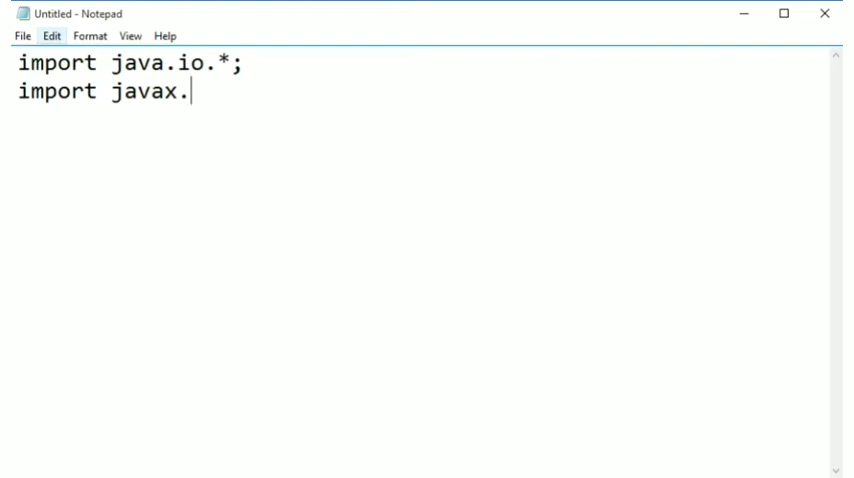 Untitled - Notepad
File Edit Format View Help
import java.io.*;
import javax.